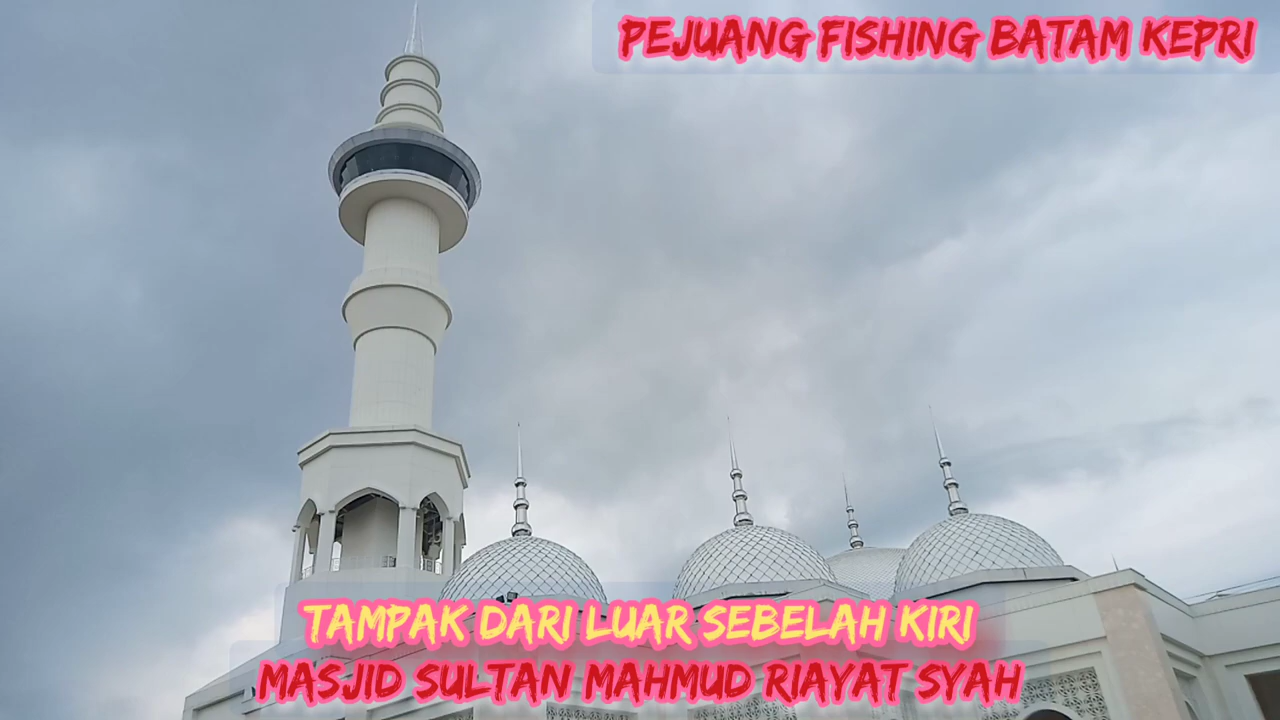 PEJUANG FISHING BATAM KEPRI
TAMPAK DARI LUAR SEBELAH KIRI
MASJID SULTAN MAHMUD RIAYAT SYAH